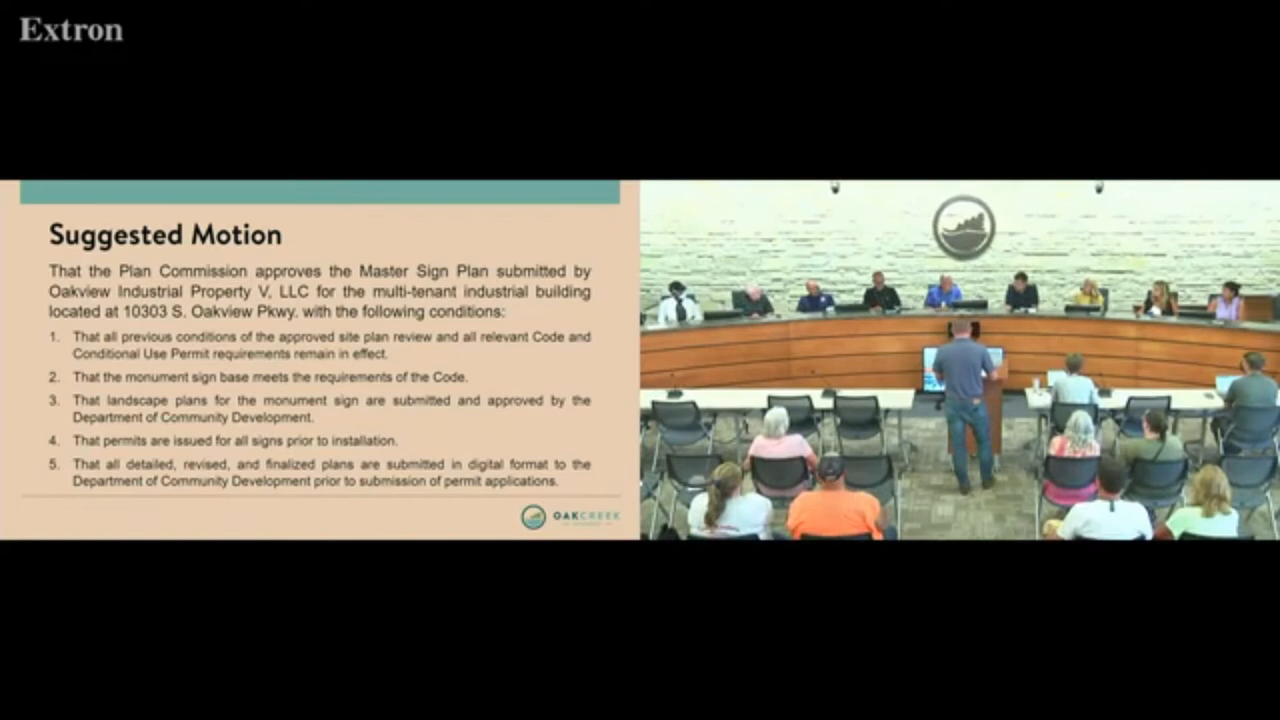 Extron
Suggested Motion
That the Plan Commission approves the Master Sign Plan submitted by
Oakview Industrial Property V, LLC for the multi-tenant industrial building
located at 10303 S. Oakview Pkwy. with the following conditions:
1. That all previous conditions of the approved site plan review and all relevant Code and
Conditional Use Permit requirements remain in effect.
2. That the monument sign base meets the requirements of the Code.
3. That landscape plans for the monument sign are submitted and approved by the
Department of Community Development.
4. That permits are issued for all signs prior to installation.
5. That all detailed, revised, and finalized plans are submitted in digital format to the
Department of Community Development prior to submission of permit applications.
OAKCREEK